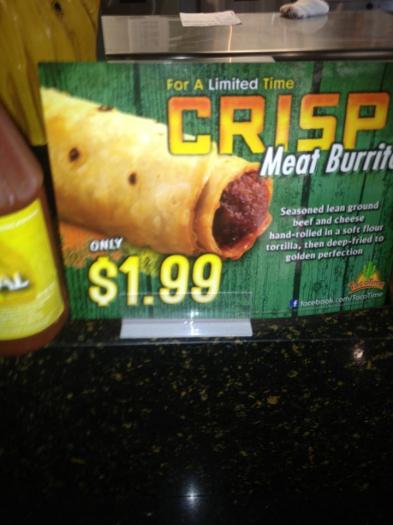 For A Limited Time
CRISP
Meat Burrito
ONLY
$1.99
Seasoned lean ground
beef and cheese
hand-rolled in a soft flour
tortilla, then deep-fried to
golden perfection
f facebook.com/TacoTime
AL